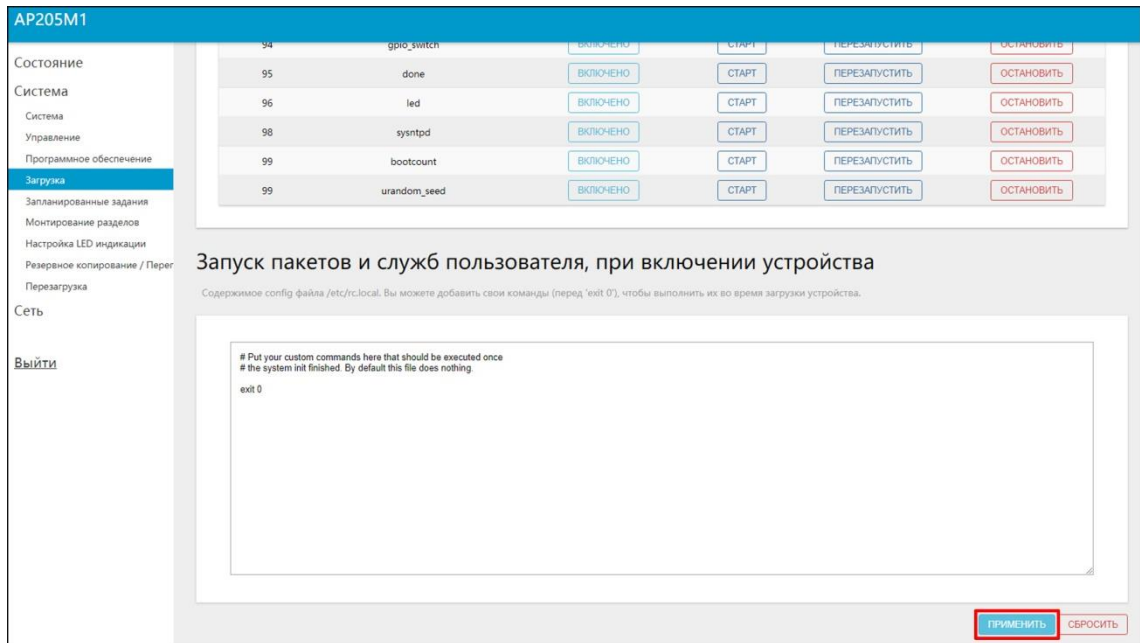 AP205M1
Состояние
Система
Система
Управление
Программное обеспечение
Загрузка
Запланированные задания
Монтирование разделов
Настройка LED индикации
Резервное копирование / Перег
Перезагрузка
Сеть
Выйти
94 gpio_switch ВКЛЮЧЕНО СТАРТ ПЕРЕЗАПУСТИТЬ ОСТАНОВИТЬ
95 done ВКЛЮЧЕНО СТАРТ ПЕРЕЗАПУСТИТЬ ОСТАНОВИТЬ
96 led ВКЛЮЧЕНО СТАРТ ПЕРЕЗАПУСТИТЬ ОСТАНОВИТЬ
98 sysntpd ВКЛЮЧЕНО СТАРТ ПЕРЕЗАПУСТИТЬ ОСТАНОВИТЬ
99 bootcount ВКЛЮЧЕНО СТАРТ ПЕРЕЗАПУСТИТЬ ОСТАНОВИТЬ
99 urandom_seed ВКЛЮЧЕНО СТАРТ ПЕРЕЗАПУСТИТЬ ОСТАНОВИТЬ
Запуск пакетов и служб пользователя, при включении устройства
Содержимое config файла /etc/rc.local. Вы можете добавить свои команды (перед 'exit 0'), чтобы выполнить их во время загрузки устройства.
# Put your custom commands here that should be executed once
# the system init finished. By default this file does nothing.
exit 0
ПРИМЕНИТЬ СБРОСИТЬ